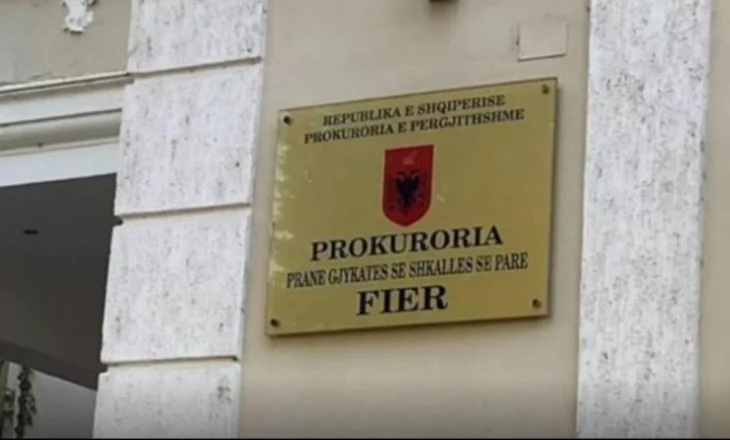 REPUBLIKA E SHQIPERISE
PROKURORIA E PERGJITHSHME
PROKURORIA
PRANE GJYKATES SE SHKALLES SE PARE
FIER